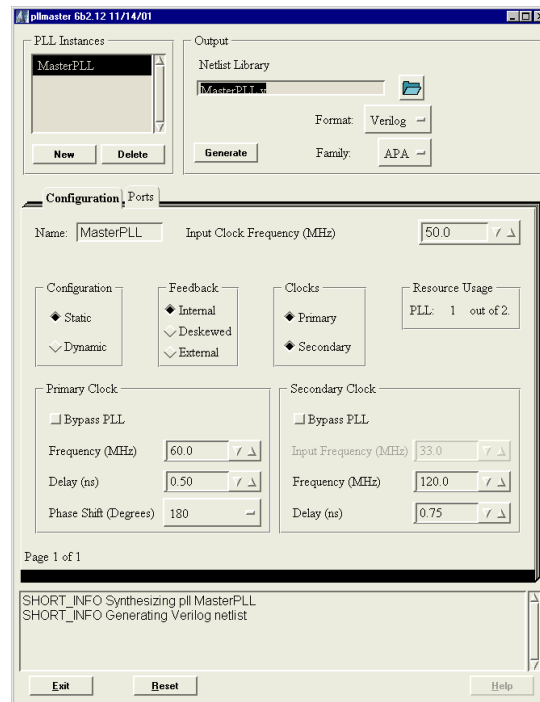 pllmaster 6b2.12 11/14/01
PLL Instances
MasterPLL
New Delete
Output
Netlist Library
MasterPLL.v
Format: Verilog
Generate Family: APA
Configuration Ports
Name: MasterPLL Input Clock Frequency (MHz) 50.0
Configuration
Static
Dynamic
Feedback
Internal
Deskewed
External
Clocks
Primary
Secondary
Resource Usage
PLL: 1 out of 2.
Primary Clock
Bypass PLL
Frequency (MHz) 60.0
Delay (ns) 0.50
Phase Shift (Degrees) 180
Secondary Clock
Bypass PLL
Input Frequency (MHz) 33.0
Frequency (MHz) 120.0
Delay (ns) 0.75
Page 1 of 1
SHORT_INFO Synthesizing pll MasterPLL
SHORT_INFO Generating Verilog netlist
Exit Reset Help